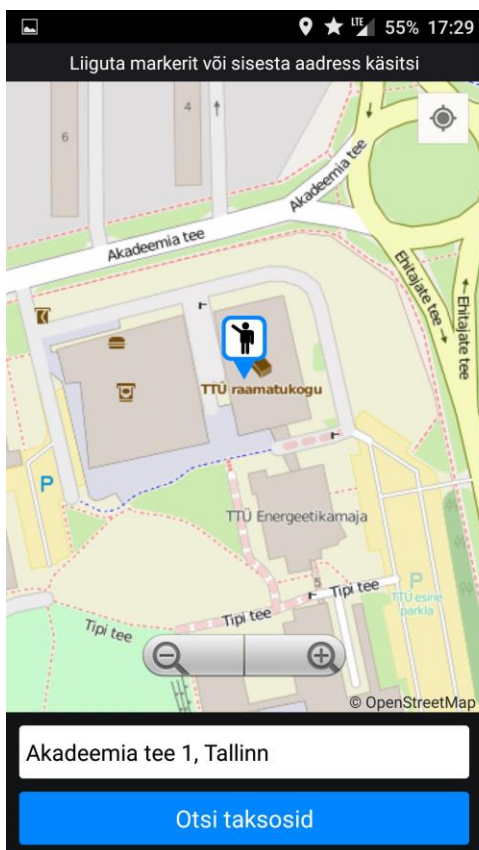 LTE 55% 17:29
Liiguta markerit või sisesta aadress käsitsi
6
4
Akadeemia tee
Akadeemia tee
Ehitajate tee
Ehitajate tee
TTÜ raamatukogu
P
TTÜ Energeetikamaja
5
Tipi tee
P
TTÜ esine
parkla
Tipi tee
Tipi tee
© OpenStreetMap
Akadeemia tee 1, Tallinn
Otsi taksosid